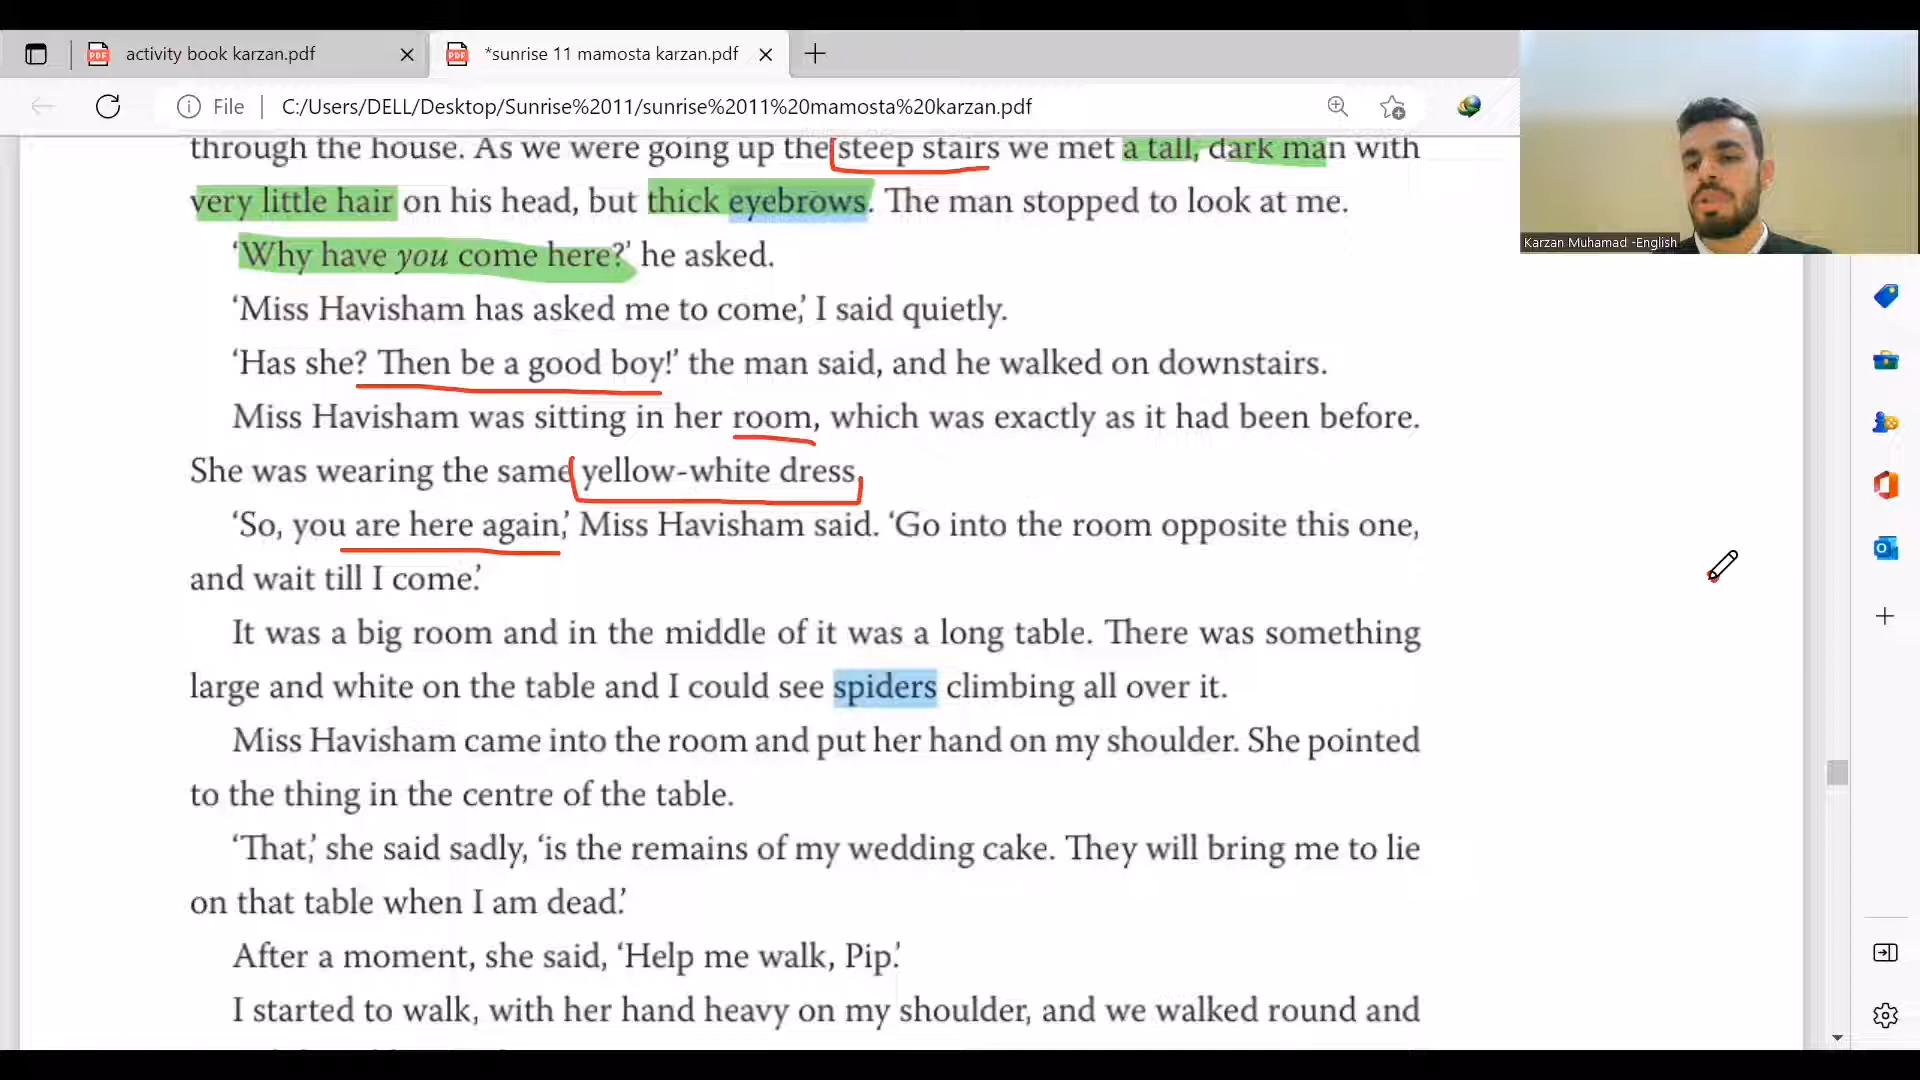 activity book karzan.pdf
*sunrise 11 mamosta karzan.pdf
File
C:/Users/DELL/Desktop/Sunrise%2011/sunrise%2011%20mamosta%20karzan.pdf
through the house. As we were going up the steep stairs we met a tall, dark man with
very little hair on his head, but thick eyebrows. The man stopped to look at me.
‘Why have you come here?’ he asked.
‘Miss Havisham has asked me to come,’ I said quietly.
‘Has she? Then be a good boy!’ the man said, and he walked on downstairs.
Miss Havisham was sitting in her room, which was exactly as it had been before.
She was wearing the same yellow-white dress.
‘So, you are here again,’ Miss Havisham said. ‘Go into the room opposite this one,
and wait till I come.’
It was a big room and in the middle of it was a long table. There was something
large and white on the table and I could see spiders climbing all over it.
Miss Havisham came into the room and put her hand on my shoulder. She pointed
to the thing in the centre of the table.
‘That,’ she said sadly, ‘is the remains of my wedding cake. They will bring me to lie
on that table when I am dead.’
After a moment, she said, ‘Help me walk, Pip.’
I started to walk, with her hand heavy on my shoulder, and we walked round and
Karzan Muhamad -English